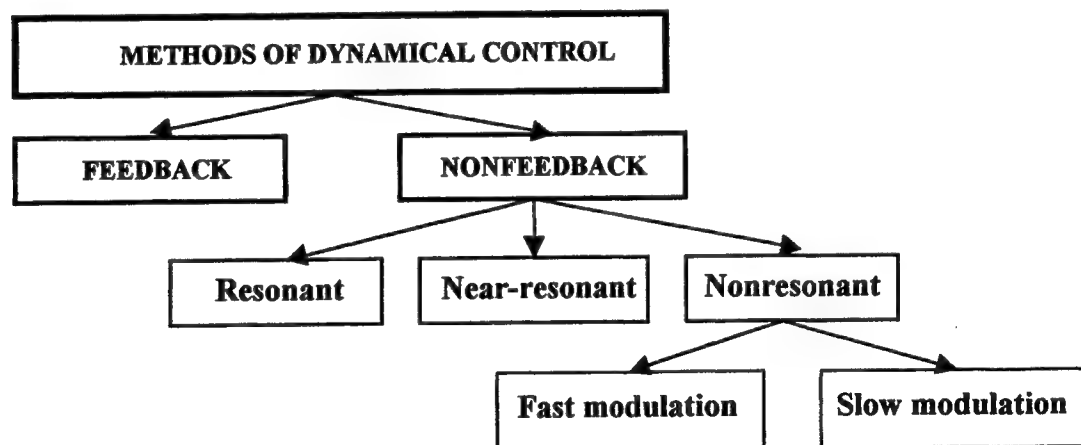 METHODS OF DYNAMICAL CONTROL
FEEDBACK
NONFEEDBACK
Resonant
Near-resonant
Nonresonant
Fast modulation
Slow modulation